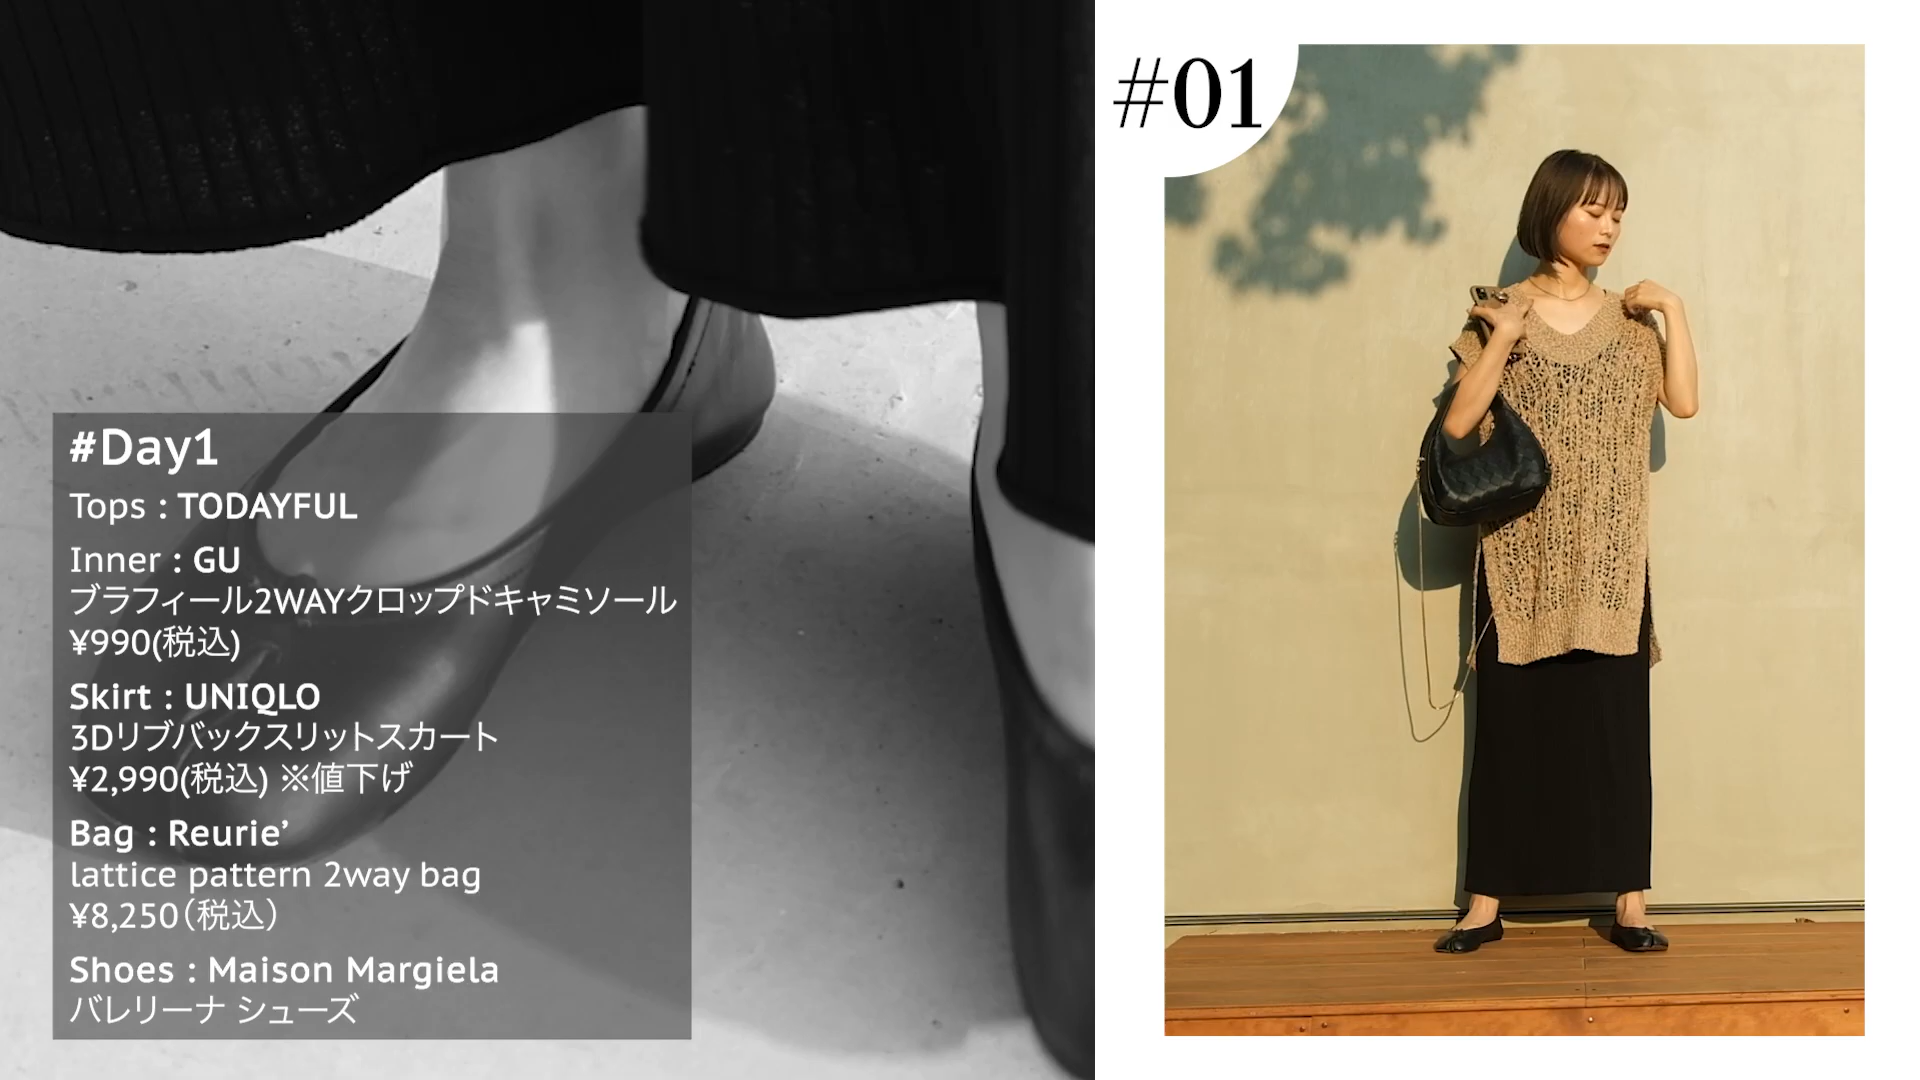 #Day1
Tops : TODAYFUL
Inner : GU
ブラフィール2WAYクロップドキャミソール
¥990(税込)
Skirt : UNIQLO
3Dリブバックスリットスカート
¥2,990(税込) ※値下げ
Bag : Reurie’
lattice pattern 2way bag
¥8,250（税込）
Shoes : Maison Margiela
バレリーナ シューズ
#01